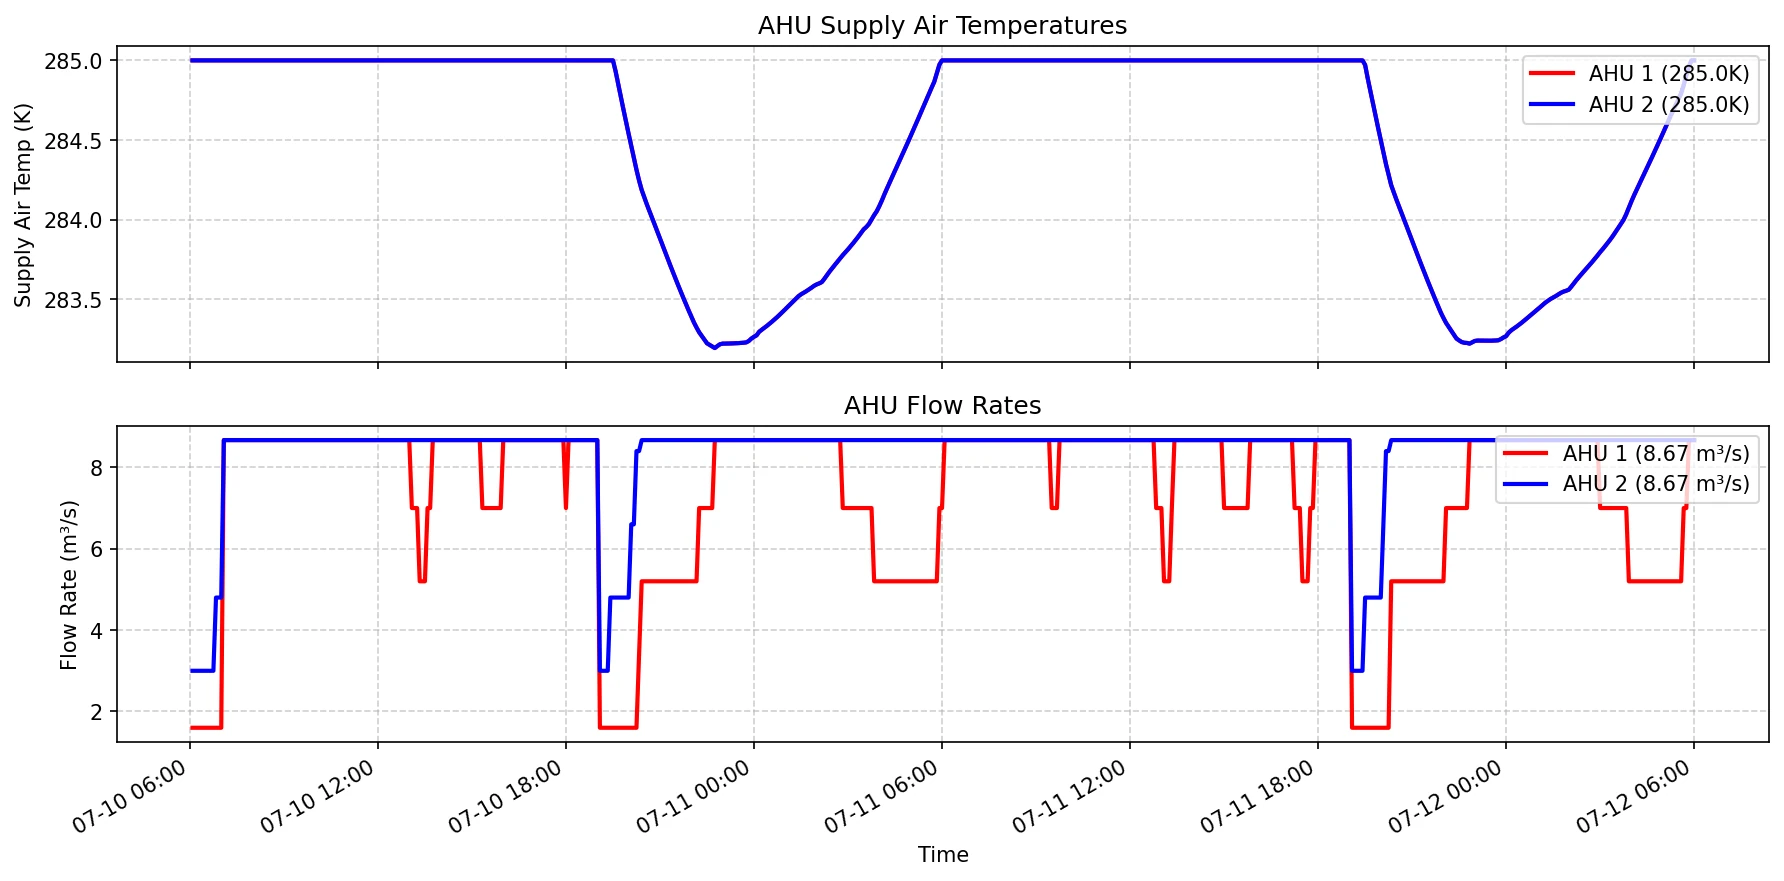 AHU Supply Air Temperatures
Supply Air Temp (K)
285.0
284.5
284.0
283.5
AHU 1 (285.0K)
AHU 2 (285.0K)
AHU Flow Rates
Flow Rate (m³/s)
8
6
4
2
AHU 1 (8.67 m³/s)
AHU 2 (8.67 m³/s)
07-10 06:00
07-10 12:00
07-10 18:00
07-11 00:00
07-11 06:00
07-11 12:00
07-11 18:00
07-12 00:00
07-12 06:00
Time